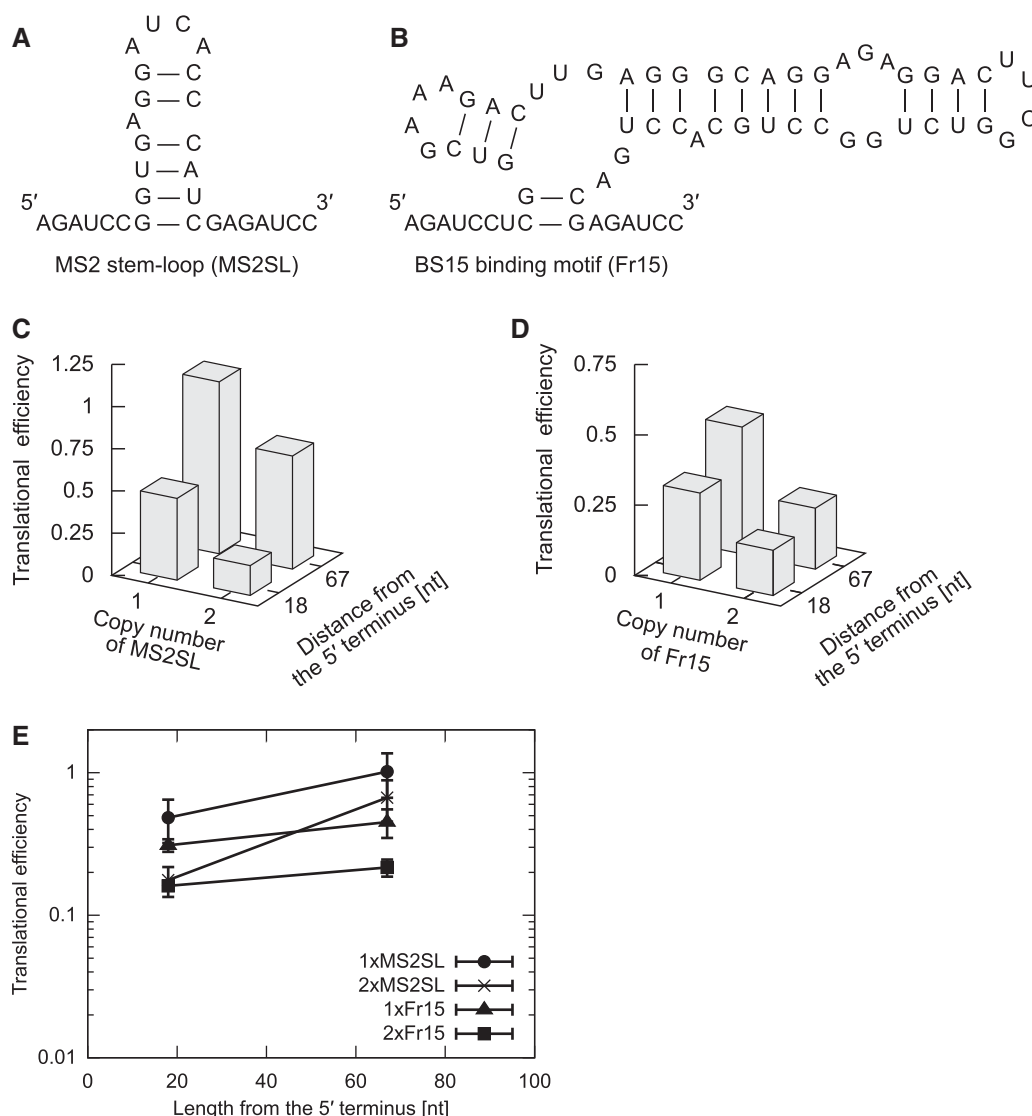 A
U C
A A
G — C
G — C
A
G C
U — A
G — U
5′ 3′
AGAUCCG — CGAGAUCC
MS2 stem-loop (MS2SL)
B
A A G A C U U G A G G G C A G G A G A G G A C U U
A G C U G U C C A C G U C C G G U C U G G C
G
A
G — C
5′ 3′
AGAUCCUC — GAGAUCC
BS15 binding motif (Fr15)
C
Translational efficiency
1.25
1
0.75
0.5
0.25
0
1
2
18
67
Copy number
of MS2SL
Distance from
the 5′ terminus [nt]
D
Translational efficiency
0.75
0.5
0.25
0
1
2
18
67
Copy number
of Fr15
Distance from
the 5′ terminus [nt]
E
Translational efficiency
1
0.1
0.01
0 20 40 60 80 100
Length from the 5′ terminus [nt]
1xMS2SL
2xMS2SL
1xFr15
2xFr15